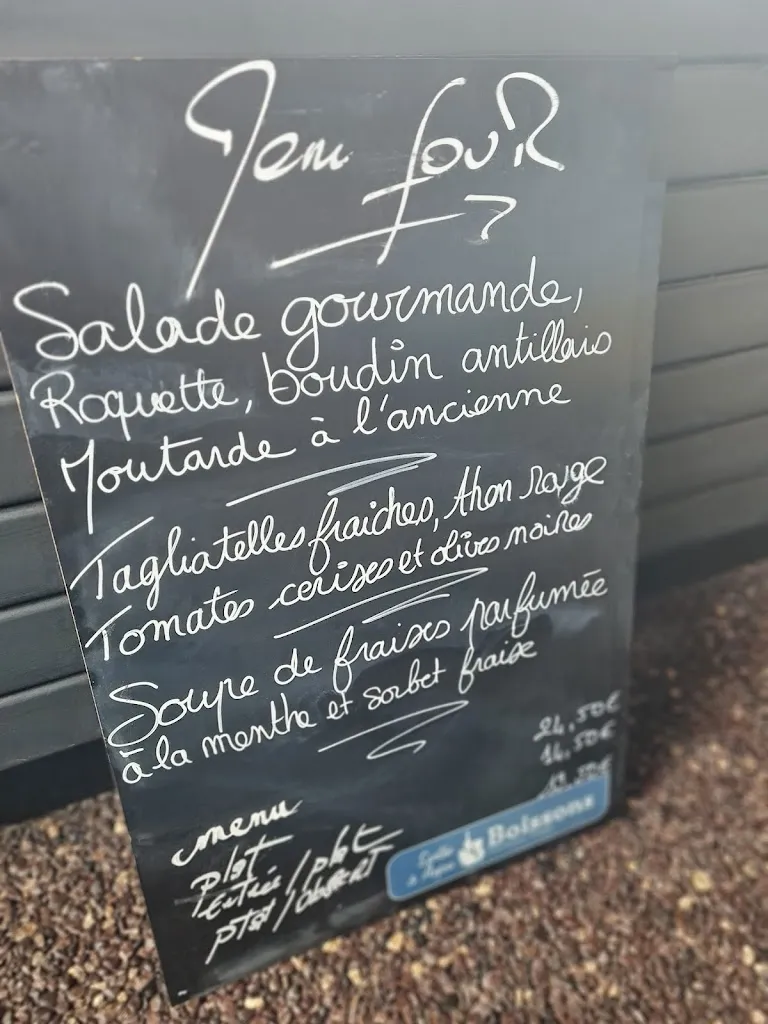 Menu jour
Salade gourmande,
Roquette, boudin antillais
Moutarde à l'ancienne
Tagliatelles fraiches, thon rouge
Tomates cerises et olives noires
Soupe de fraises parfumée
à la menthe et sorbet fraise
menu 24,50€
plat 14,50€
Entrée/plat
plat/dessert
Boissons